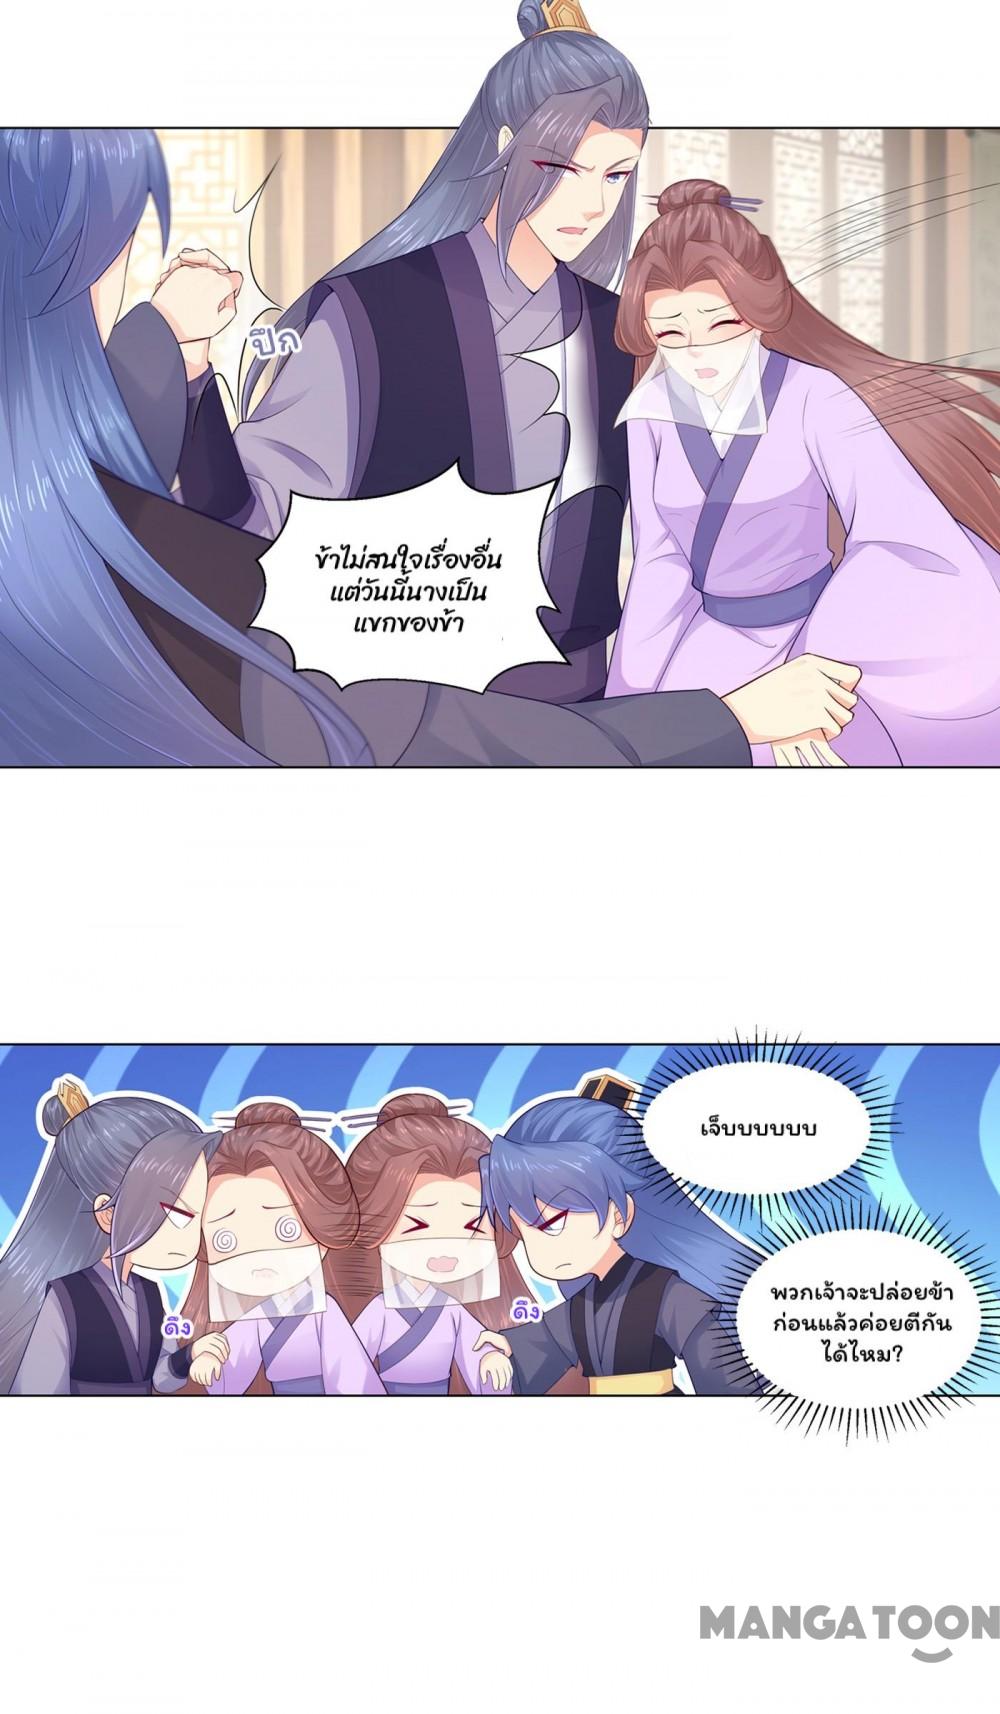 ปึก
ข้าไม่สนใจเรื่องอื่น
แต่วันนี้นางเป็น
แขกของข้า
เจ็บบบบบบ
ดึง
ดึง
พวกเจ้าจะปล่อยข้า
ก่อนแล้วค่อยตีกัน
ได้ไหม?
MANGATOON